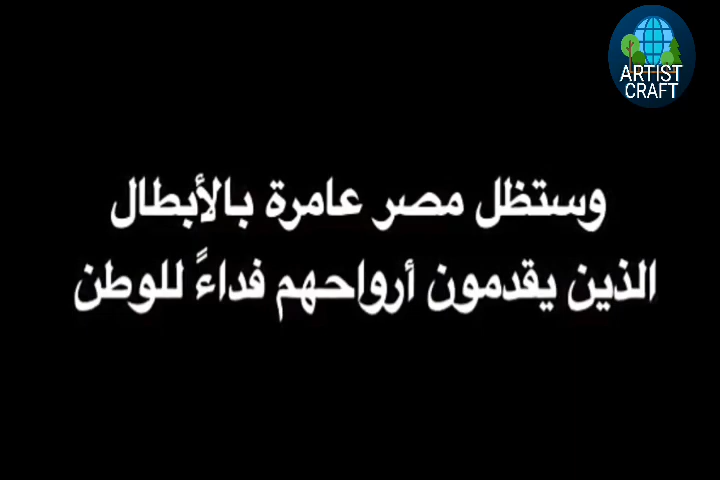 ARTIST
CRAFT
وستظل مصر عامرة بالأبطال
الذين يقدمون أرواحهم فداءً للوطن